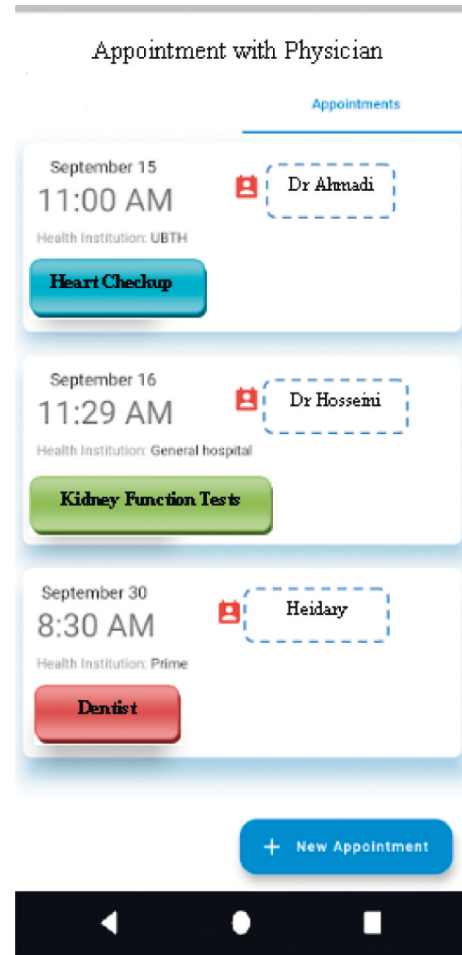 Appointment with Physician
Appointments
September 15
11:00 AM
Dr Ahmadi
Health Institution: UBTH
Heart Checkup
September 16
11:29 AM
Dr Hosseini
Health Institution: General hospital
Kidney Function Tests
September 30
8:30 AM
Heidary
Health Institution: Prime
Dentist
+ New Appointment